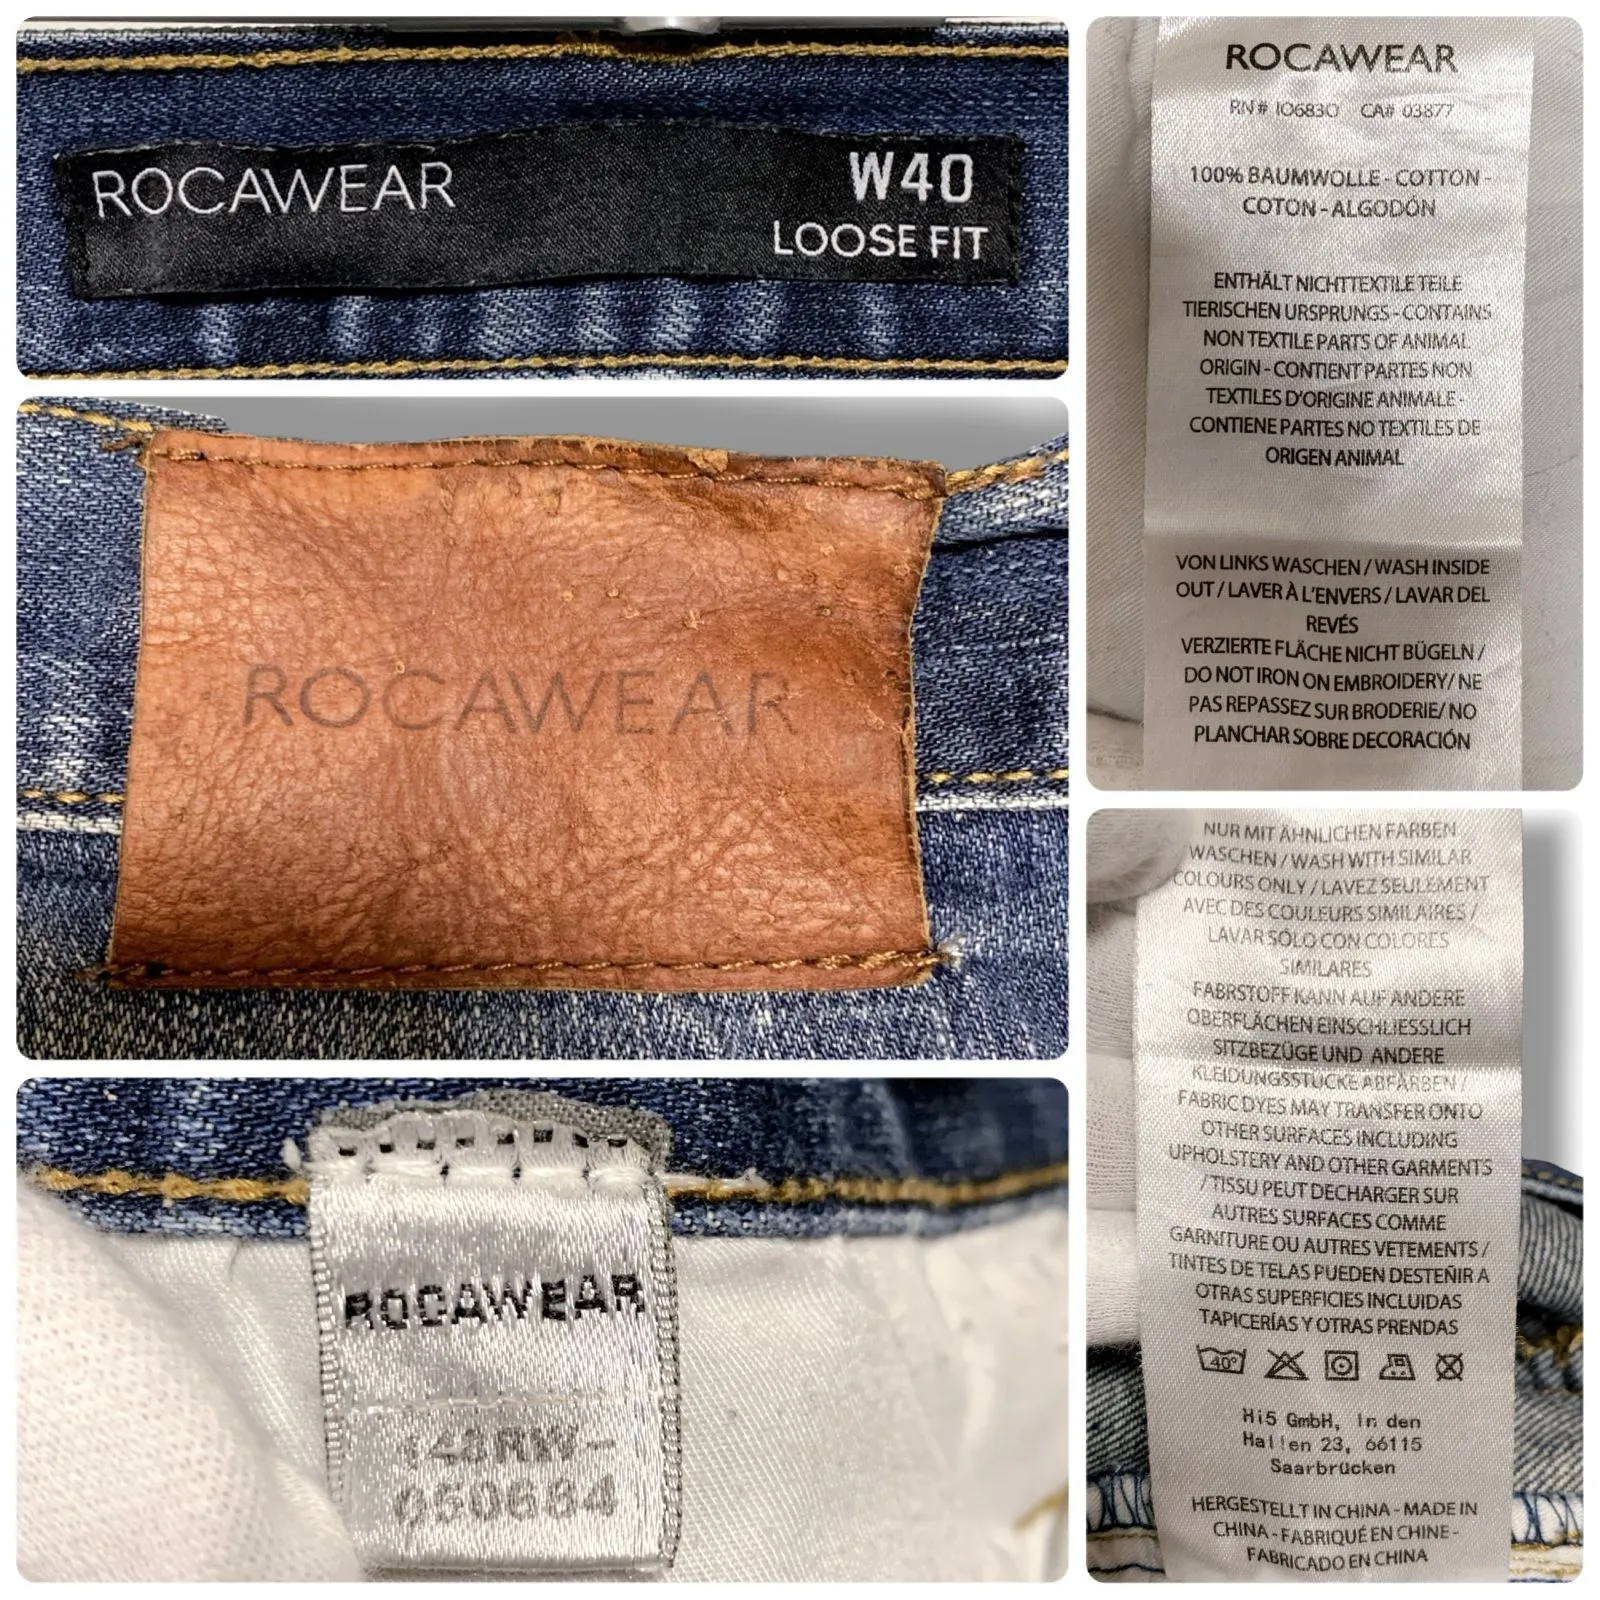 ROCAWEAR
W40
LOOSE FIT
ROCAWEAR
ROCAWEAR
143RW-
050684
ROCAWEAR
RN# 106830 CA# 03877
100% BAUMWOLLE - COTTON -
COTON - ALGODÓN
ENTHÄLT NICHTTEXTILE TEILE
TIERISCHEN URSPRUNGS - CONTAINS
NON TEXTILE PARTS OF ANIMAL
ORIGIN - CONTIENT PARTES NON
TEXTILES D'ORIGINE ANIMALE -
CONTIENE PARTES NO TEXTILES DE
ORIGEN ANIMAL
VON LINKS WASCHEN / WASH INSIDE
OUT / LAVER À L'ENVERS / LAVAR DEL
REVÉS
VERZIERTE FLÄCHE NICHT BÜGELN /
DO NOT IRON ON EMBROIDERY/ NE
PAS REPASSEZ SUR BRODERIE/ NO
PLANCHAR SOBRE DECORACIÓN
NUR MIT ÄHNLICHEN FARBEN
WASCHEN / WASH WITH SIMILAR
COLOURS ONLY / LAVEZ SEULEMENT
AVEC DES COULEURS SIMILAIRES /
LAVAR SÓLO CON COLORES
SIMILARES
FABRSTOFF KANN AUF ANDERE
OBERFLÄCHEN EINSCHLIESSLICH
SITZBEZÜGE UND ANDERE
KLEIDUNGSSTÜCKE ABFÄRBEN /
FABRIC DYES MAY TRANSFER ONTO
OTHER SURFACES INCLUDING
UPHOLSTERY AND OTHER GARMENTS
/ TISSU PEUT DECHARGER SUR
AUTRES SURFACES COMME
GARNITURE OU AUTRES VETEMENTS /
TINTES DE TELAS PUEDEN DESTEÑIR A
OTRAS SUPERFICIES INCLUIDAS
TAPICERÍAS Y OTRAS PRENDAS
40°
Hi5 GmbH, In den
Hallen 23, 66115
Saarbrücken
HERGESTELLT IN CHINA - MADE IN
CHINA - FABRIQUÉ EN CHINE -
FABRICADO EN CHINA